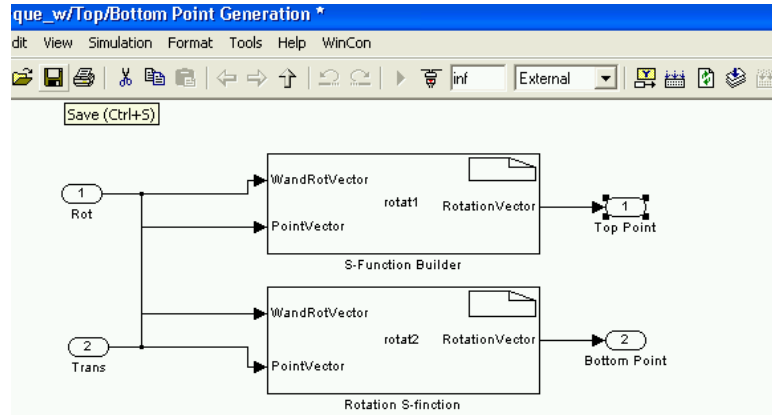 que_w/Top/Bottom Point Generation *
dit View Simulation Format Tools Help WinCon
inf External
Save (Ctrl+S)
1
Rot
WandRotVector
rotat1
RotationVector
PointVector
1
Top Point
S-Function Builder
WandRotVector
rotat2
RotationVector
PointVector
2
Trans
2
Bottom Point
Rotation S-finction